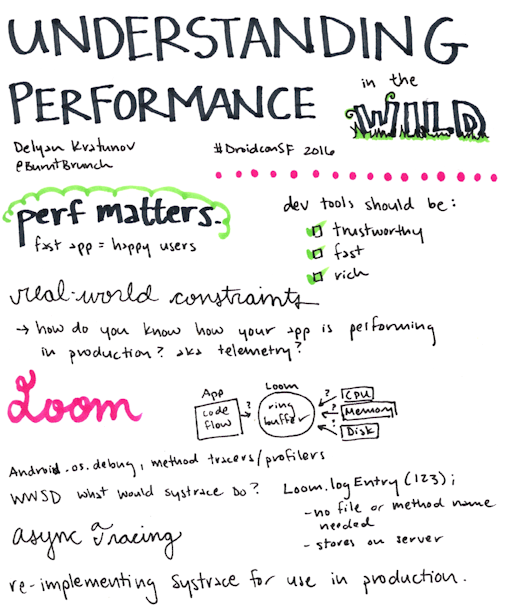 UNDERSTANDING
PERFORMANCE
in the
WILD
Delyan Kratunov
@BurntBrunch
#DroidconSF 2016
perf matters.
fast app = happy users
dev tools should be:
trustworthy
fast
rich
real-world constraints
→ how do you know how your app is performing
in production? aka telemetry?
Loom
App
code
flow
?
Loom
ring
buffer
?
CPU
?
Memory
?
Disk
Android.os.debug, method tracers/profilers
WWSD what would systrace do?
Loom.logEntry(123);
- no file or method name
needed
- stores on server
async Tracing
re-implementing Systrace for use in production.